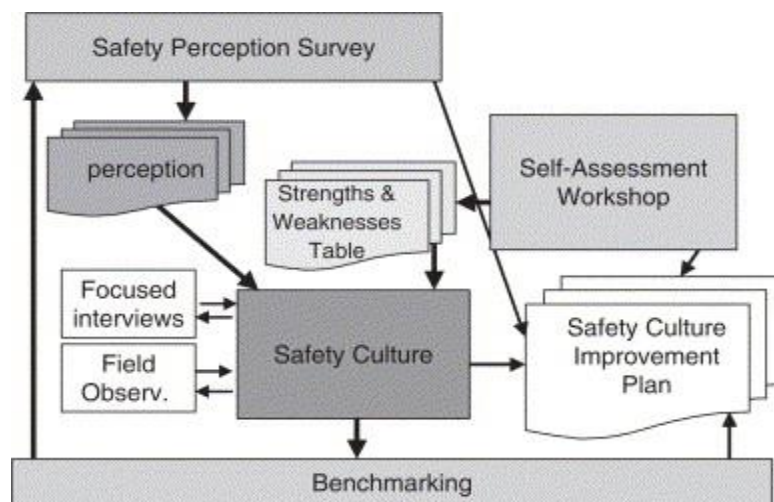 Safety Perception Survey
perception
Strengths &
Weaknesses
Table
Self-Assessment
Workshop
Focused
interviews
Field
Observ.
Safety Culture
Safety Culture
Improvement
Plan
Benchmarking